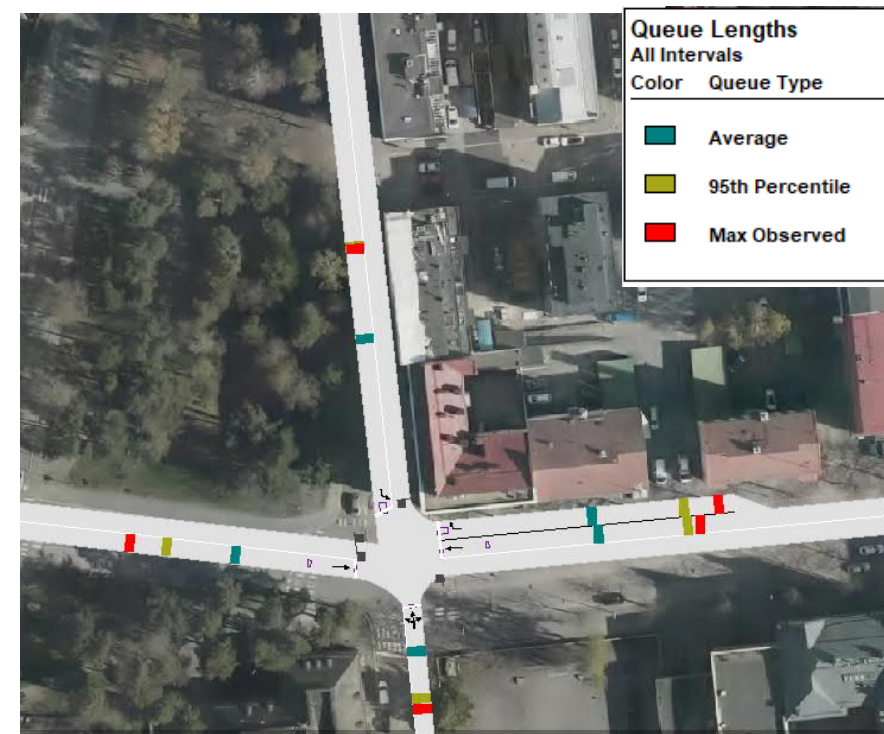 Queue Lengths
All Intervals
Color Queue Type
Average
95th Percentile
Max Observed